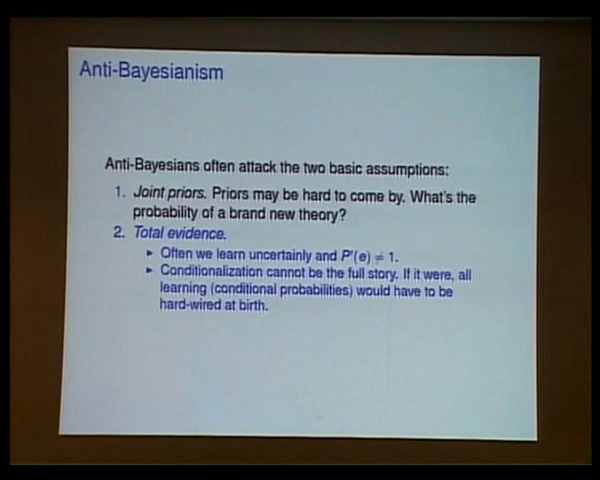 Anti-Bayesianism
Anti-Bayesians often attack the two basic assumptions:
1. Joint priors. Priors may be hard to come by. What's the
probability of a brand new theory?
2. Total evidence.
► Often we learn uncertainly and P'(e) ≠ 1.
► Conditionalization cannot be the full story. If it were, all
learning (conditional probabilities) would have to be
hard-wired at birth.